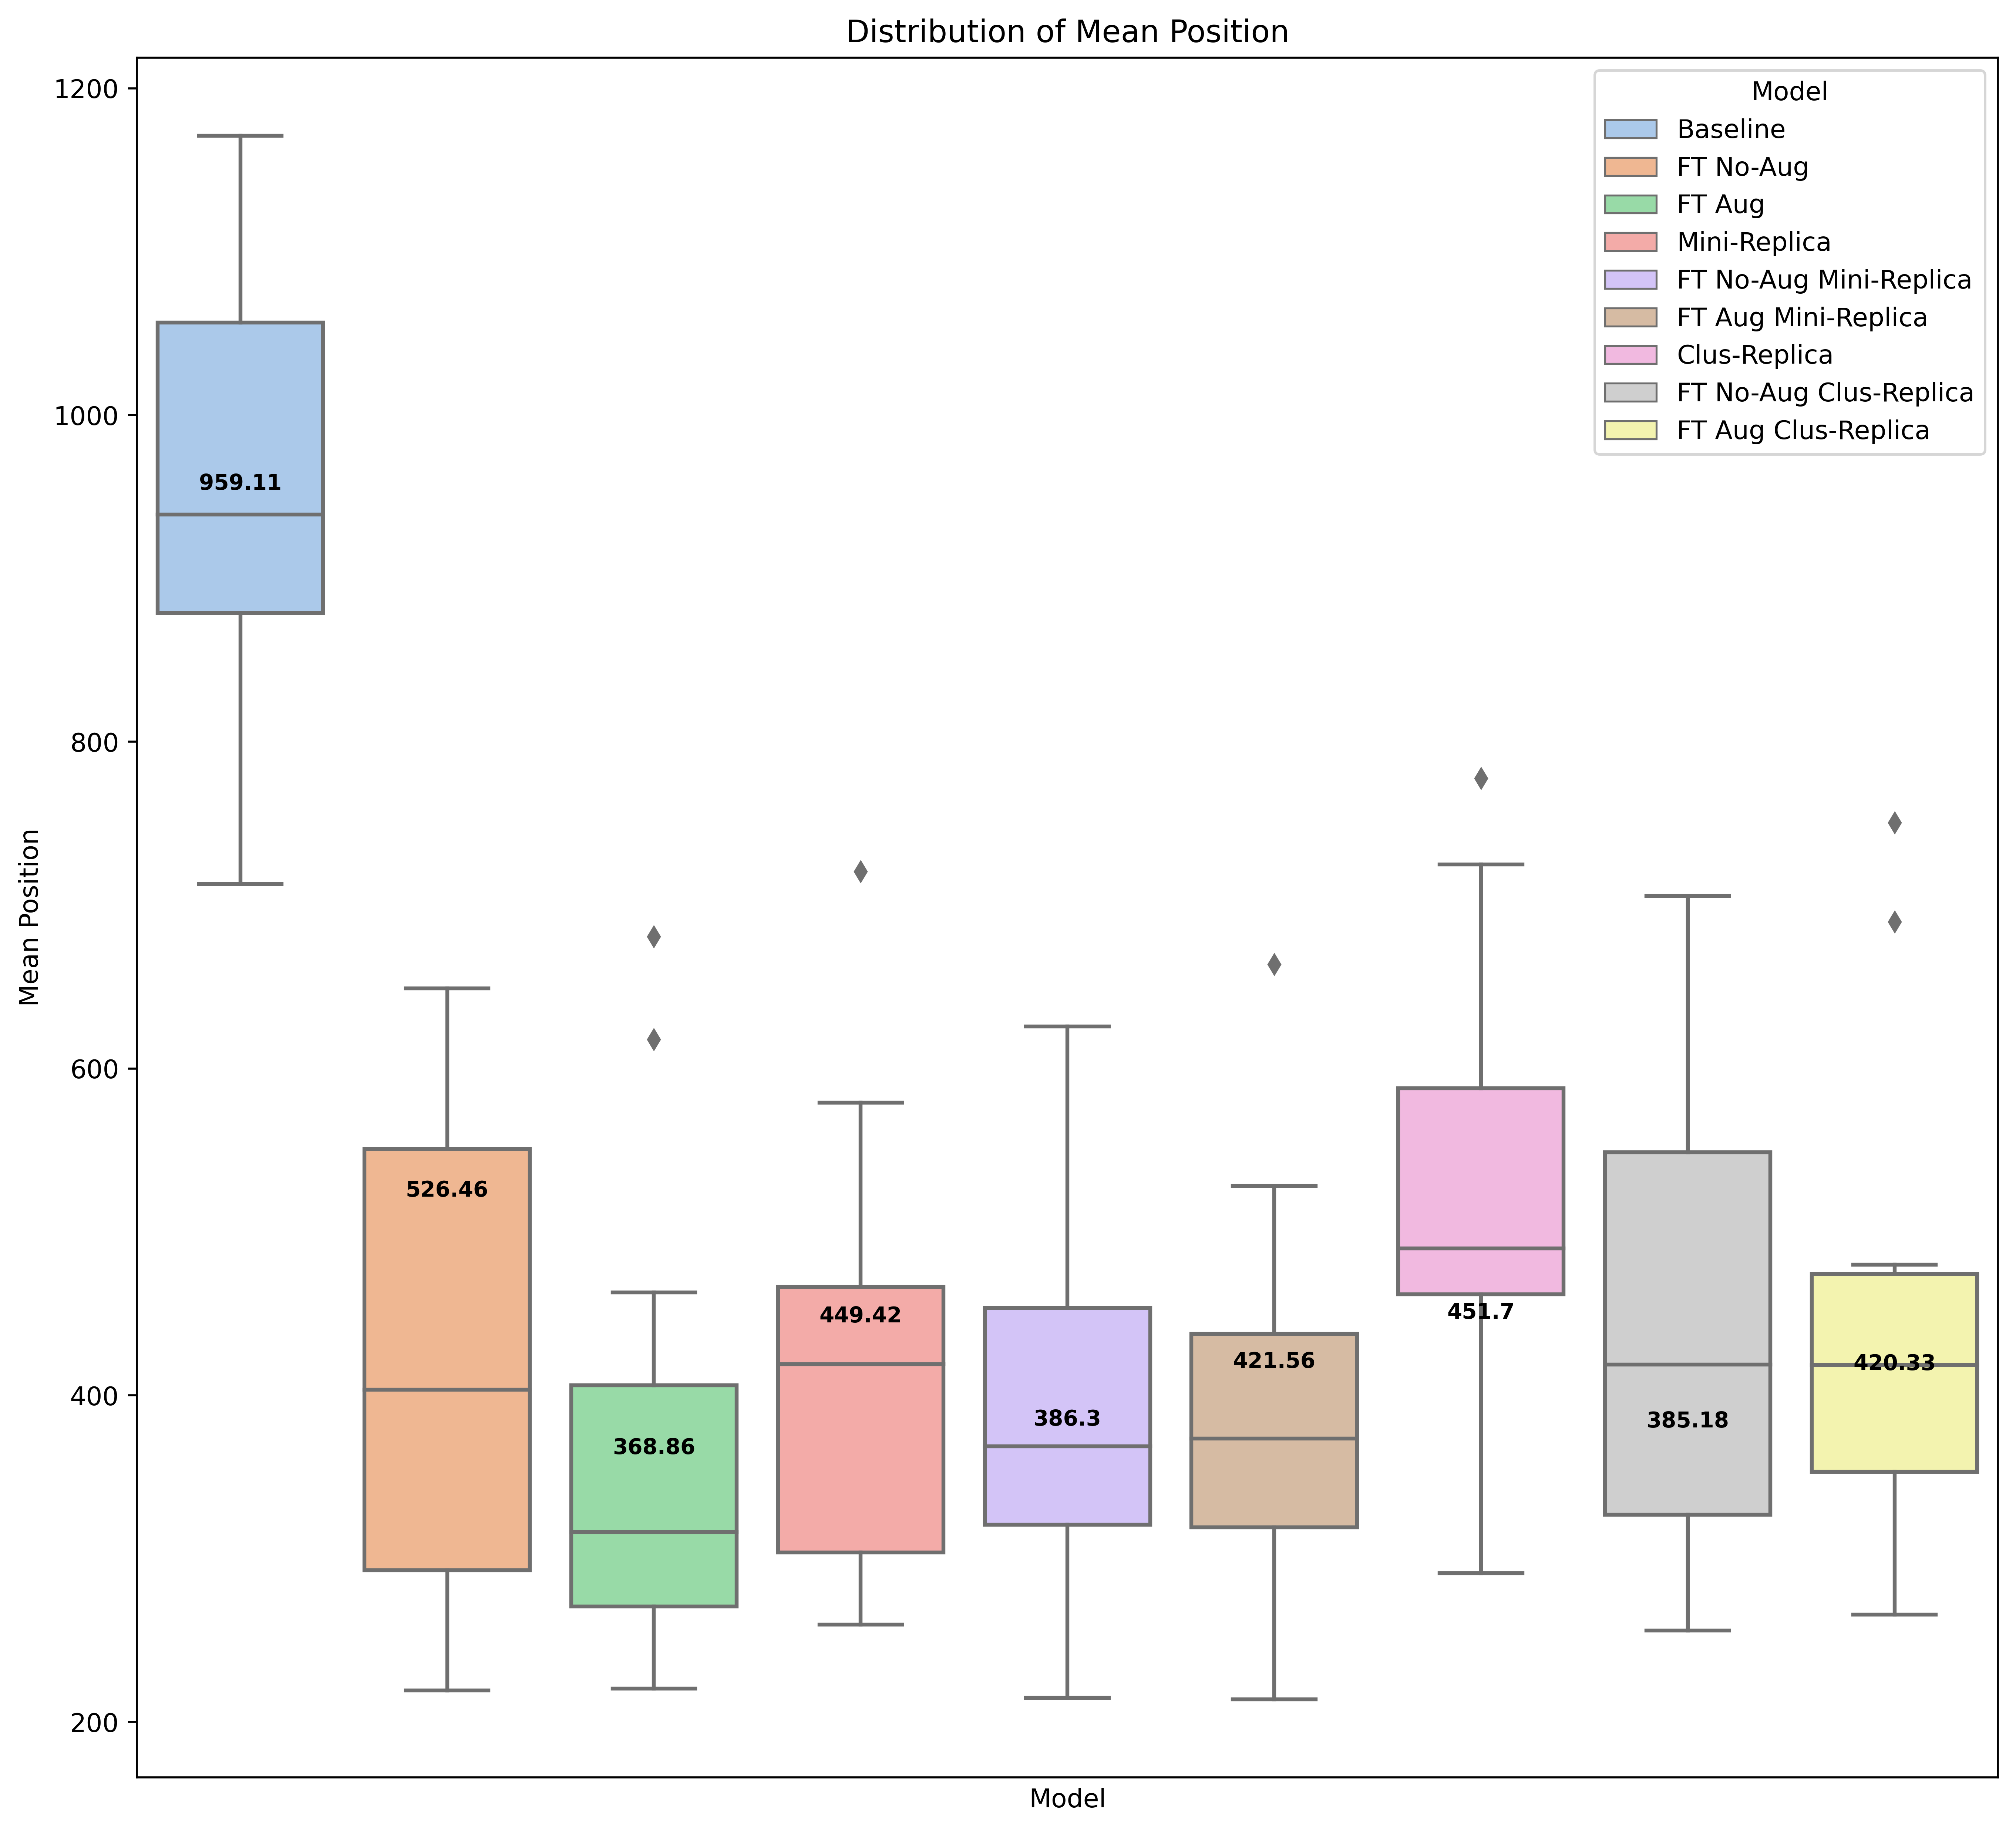 Distribution of Mean Position
Mean Position
1200
1000
800
600
400
200
Model
Baseline
FT No-Aug
FT Aug
Mini-Replica
FT No-Aug Mini-Replica
FT Aug Mini-Replica
Clus-Replica
FT No-Aug Clus-Replica
FT Aug Clus-Replica
959.11
526.46
368.86
449.42
386.3
421.56
451.7
385.18
420.33
Model